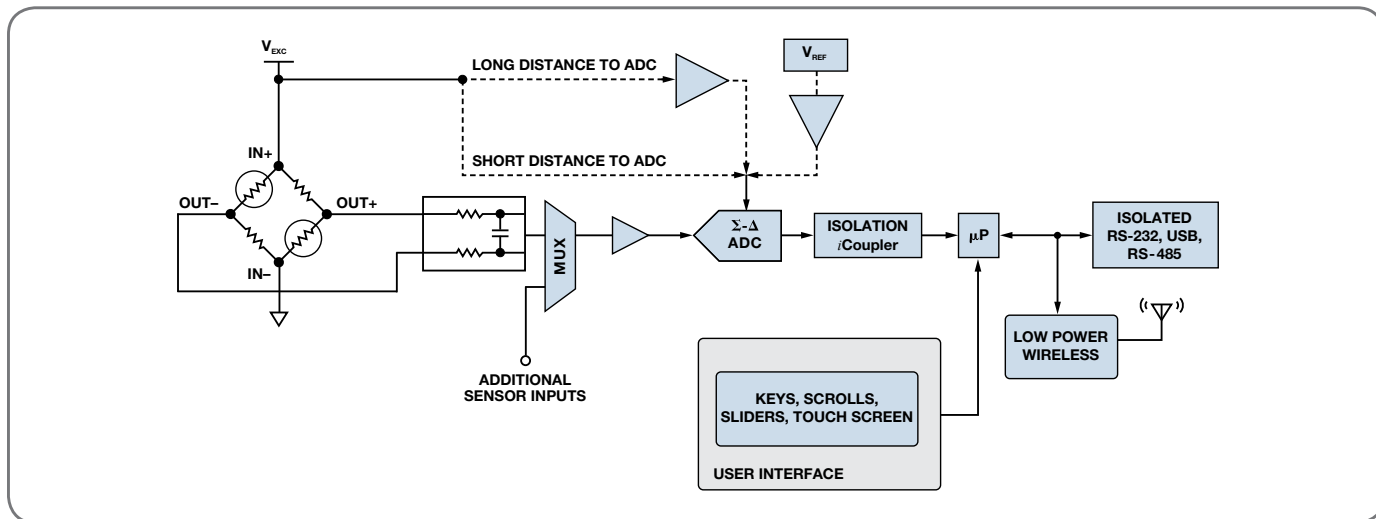 VEXC
LONG DISTANCE TO ADC
VREF
IN+
SHORT DISTANCE TO ADC
OUT–
OUT+
IN–
MUX
Σ-Δ
ADC
ISOLATION
iCoupler
µP
ISOLATED
RS-232, USB,
RS-485
LOW POWER
WIRELESS
ADDITIONAL
SENSOR INPUTS
KEYS, SCROLLS,
SLIDERS, TOUCH SCREEN
USER INTERFACE